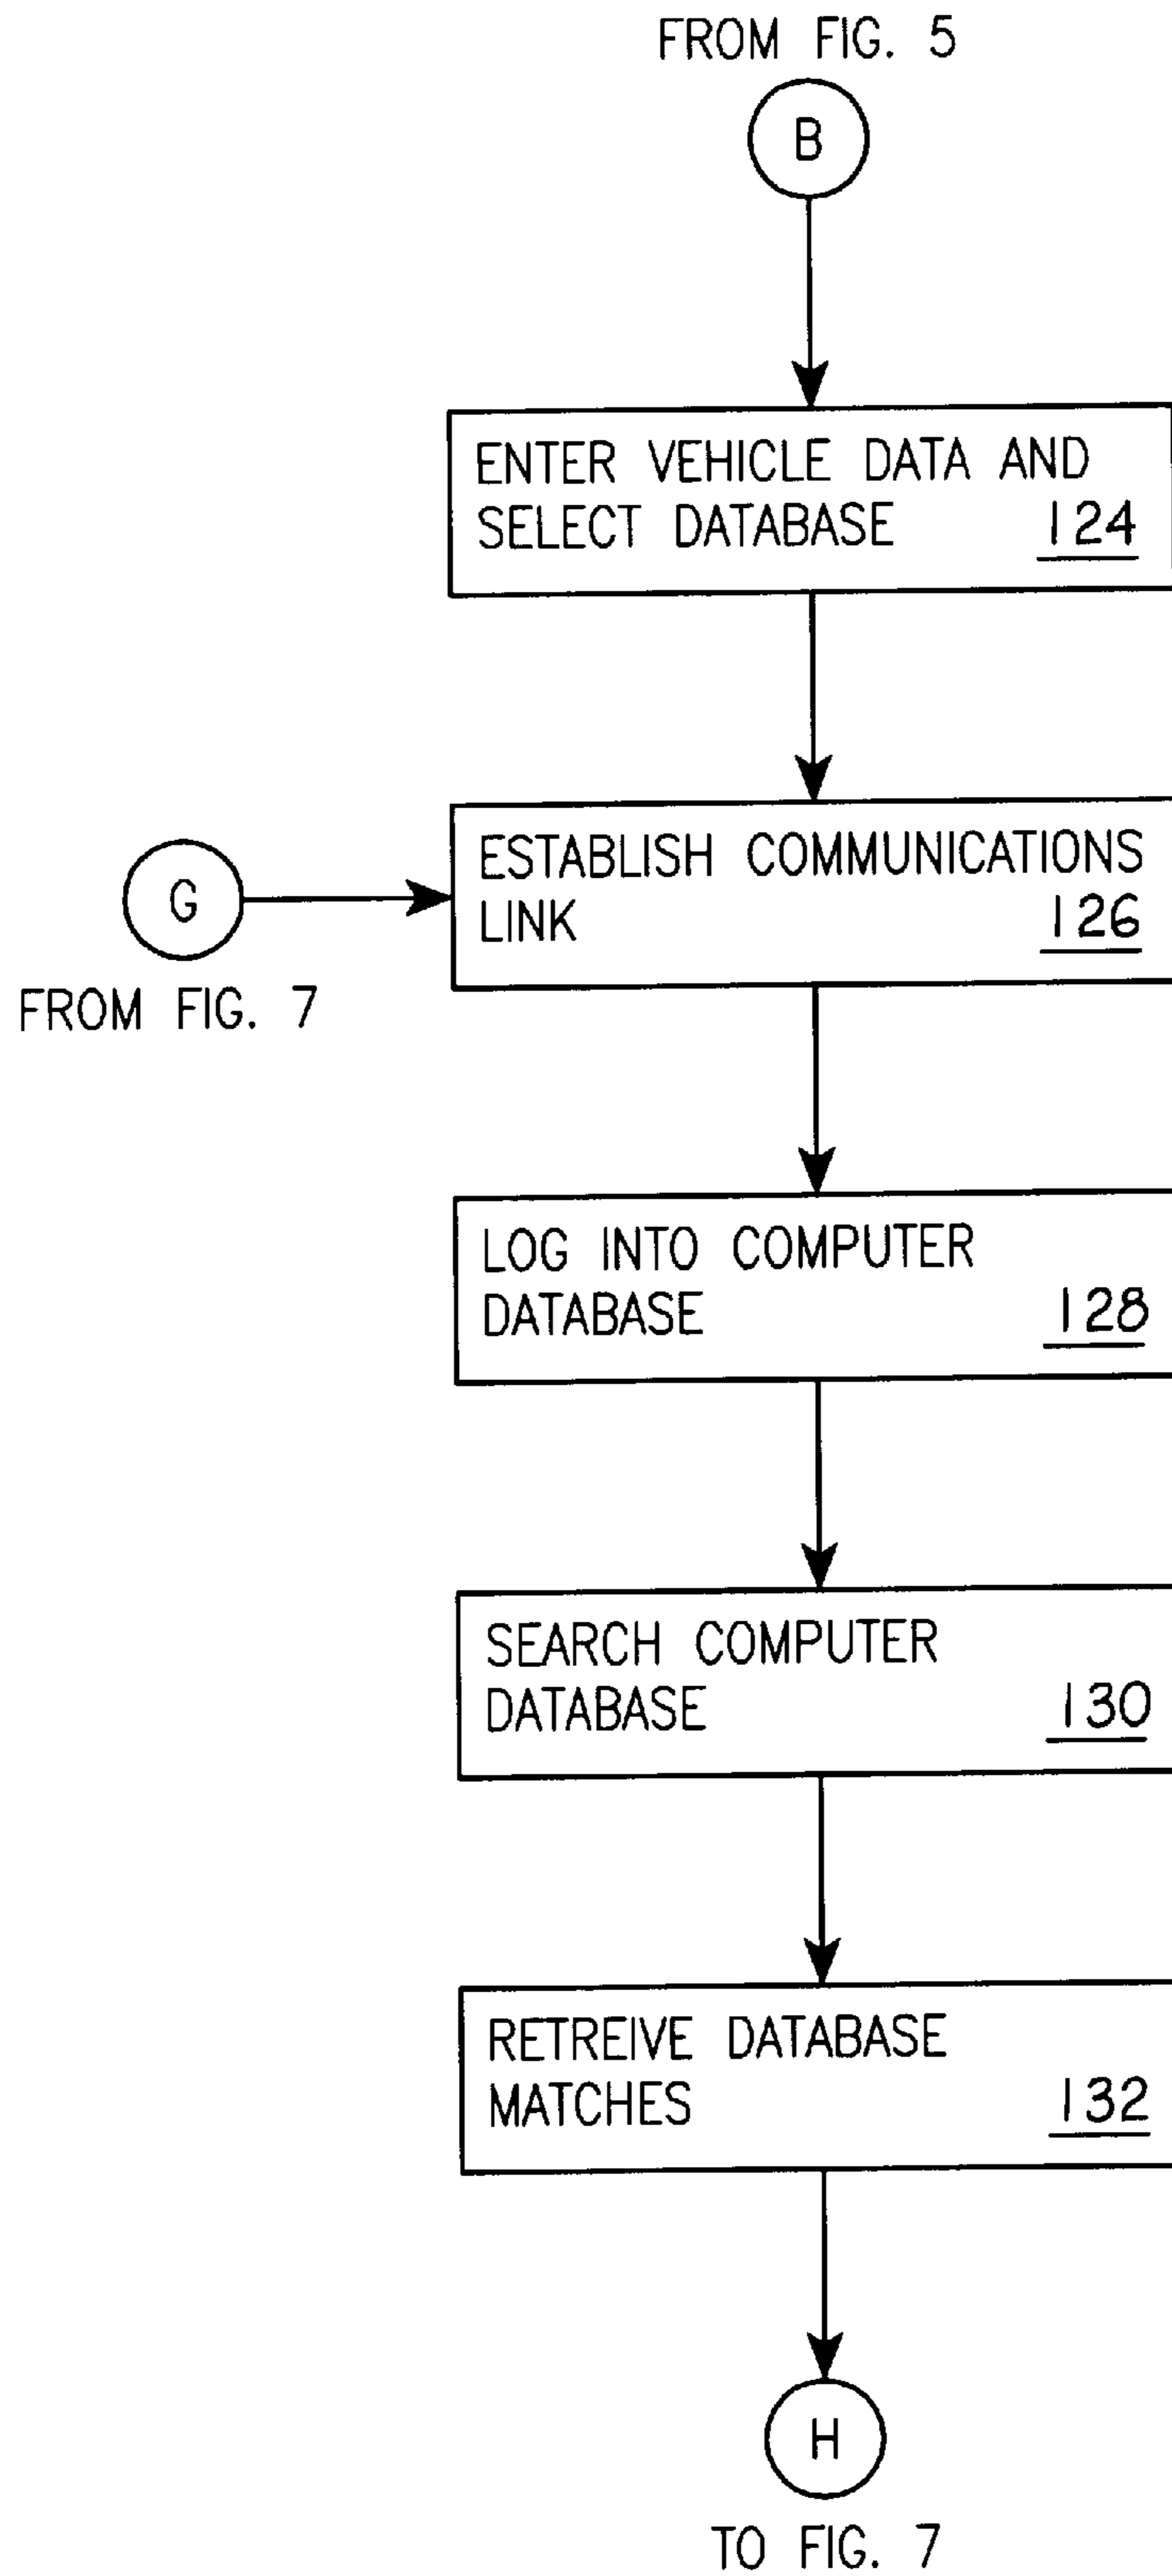 FROM FIG. 5
B
ENTER VEHICLE DATA AND
SELECT DATABASE 124
ESTABLISH COMMUNICATIONS
LINK 126
G
FROM FIG. 7
LOG INTO COMPUTER
DATABASE 128
SEARCH COMPUTER
DATABASE 130
RETREIVE DATABASE
MATCHES 132
H
TO FIG. 7